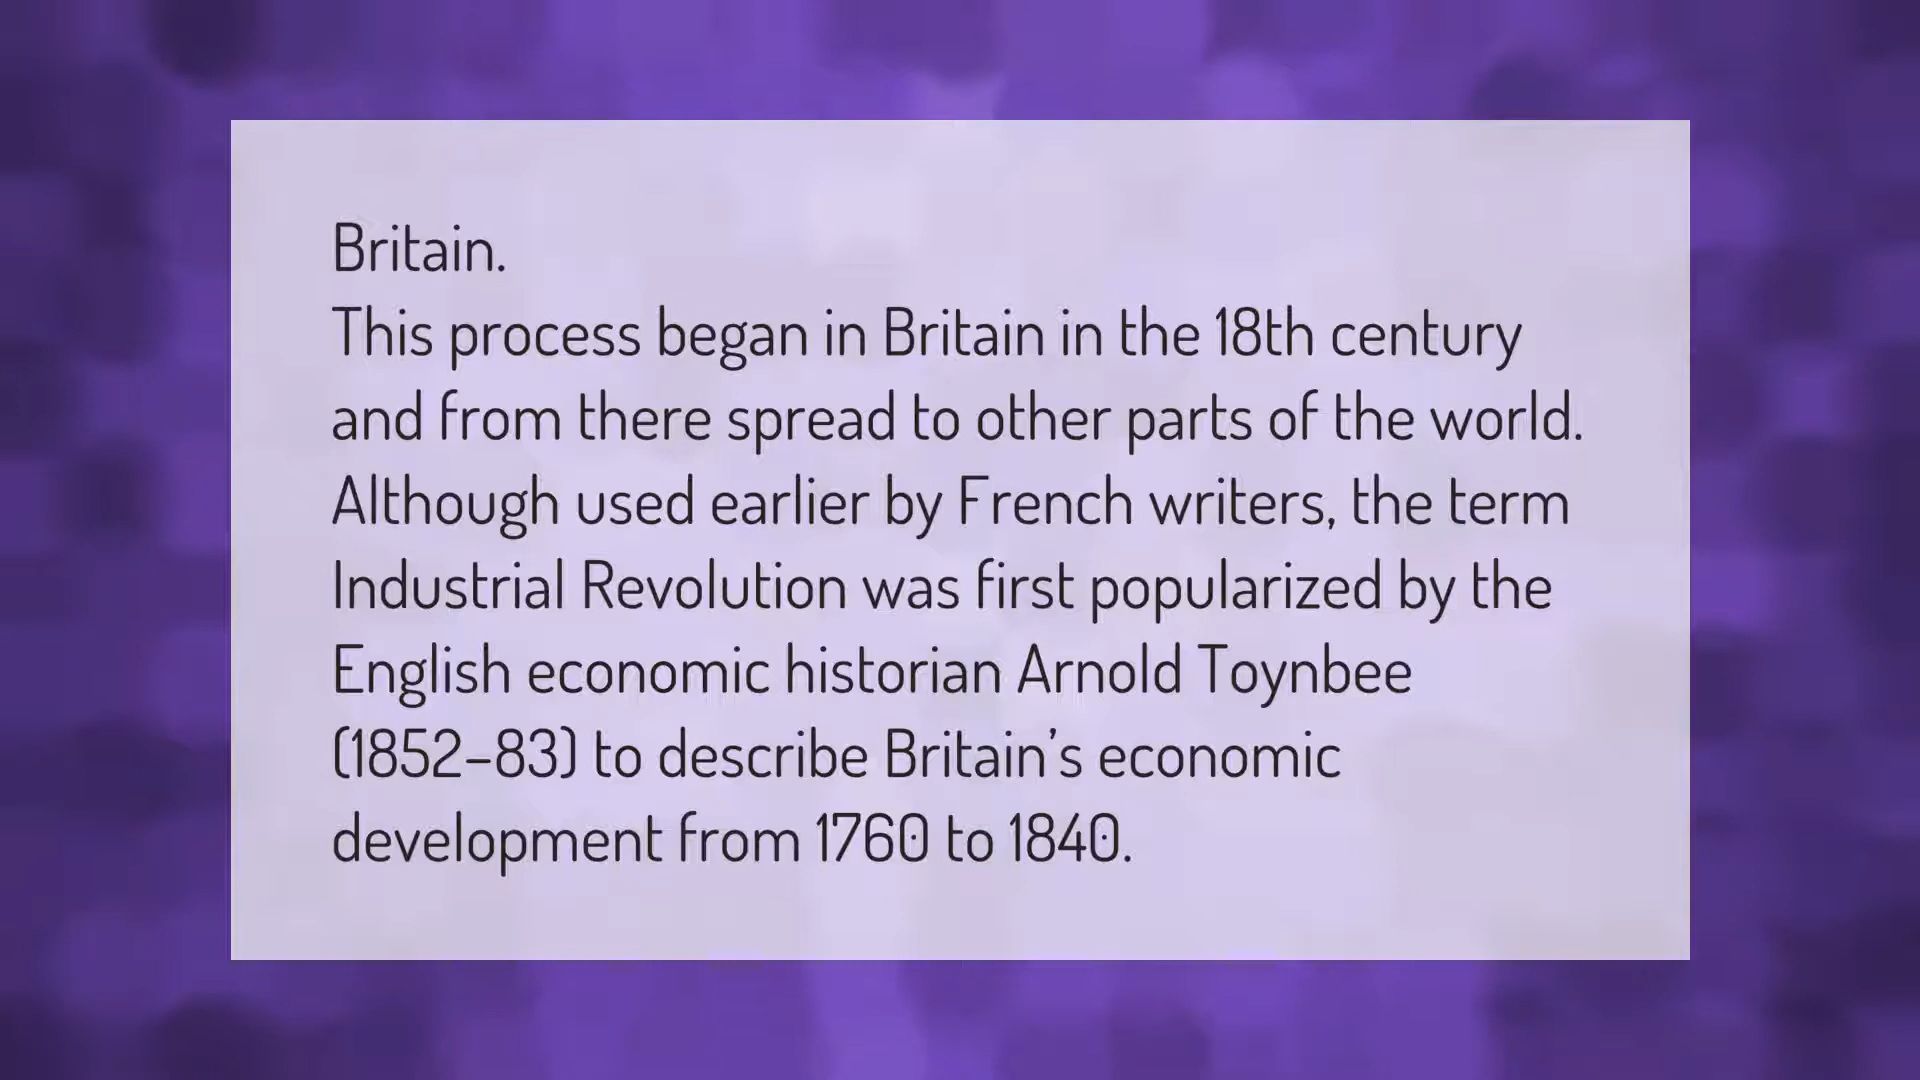 Britain.
This process began in Britain in the 18th century
and from there spread to other parts of the world.
Although used earlier by French writers, the term
Industrial Revolution was first popularized by the
English economic historian Arnold Toynbee
(1852–83) to describe Britain’s economic
development from 1760 to 1840.